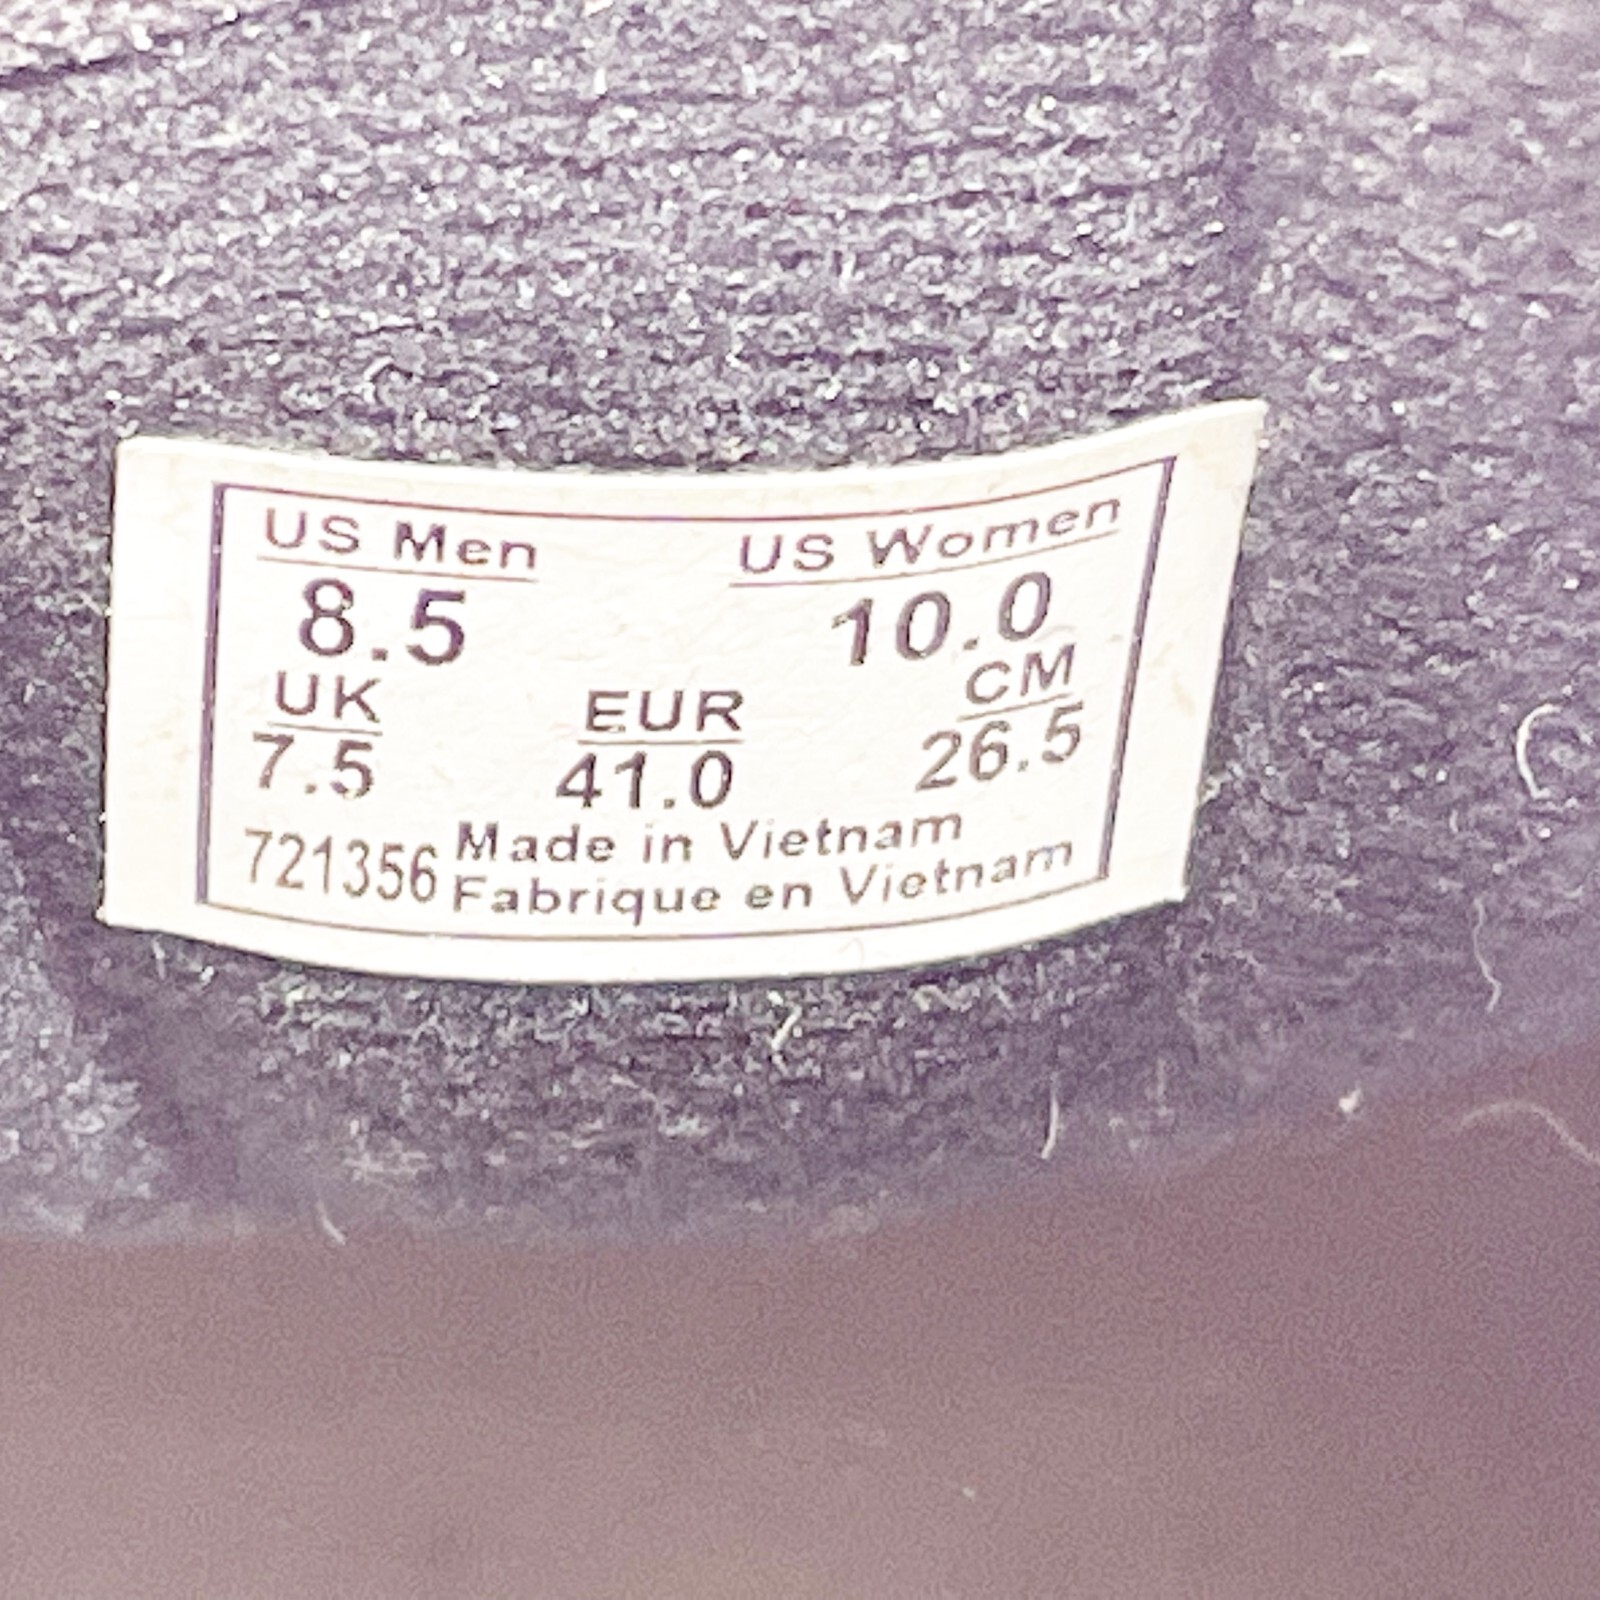 US Men US Women
8.5 10.0
UK EUR CM
7.5 41.0 26.5
721356 Made in Vietnam
Fabrique en Vietnam